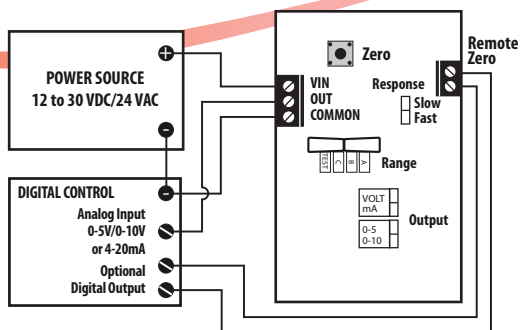 POWER SOURCE
12 to 30 VDC/24 VAC
+
-
DIGITAL CONTROL
-
Analog Input
0-5V/0-10V
or 4-20mA
Optional
Digital Output
VIN
OUT
COMMON
Zero
Remote
Zero
Response
Slow
Fast
TEST
C
B
A
Range
VOLT
mA
0-5
0-10
Output